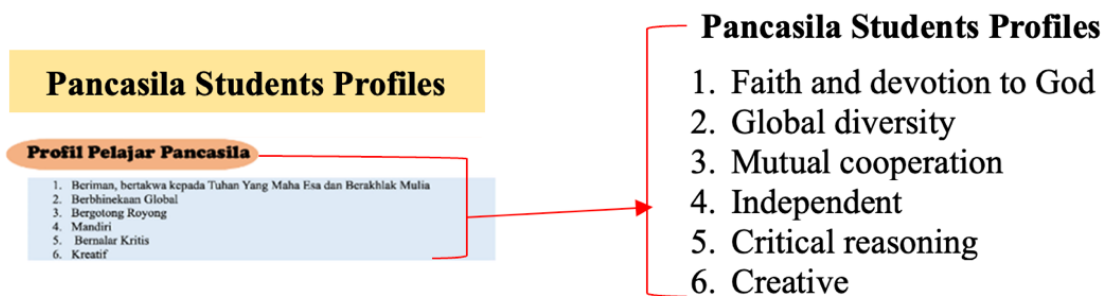 Pancasila Students Profiles
Profil Pelajar Pancasila
1. Beriman, bertakwa kepada Tuhan Yang Maha Esa dan Berakhlak Mulia
2. Berbhinekaan Global
3. Bergotong Royong
4. Mandiri
5. Bernalar Kritis
6. Kreatif
Pancasila Students Profiles
1. Faith and devotion to God
2. Global diversity
3. Mutual cooperation
4. Independent
5. Critical reasoning
6. Creative